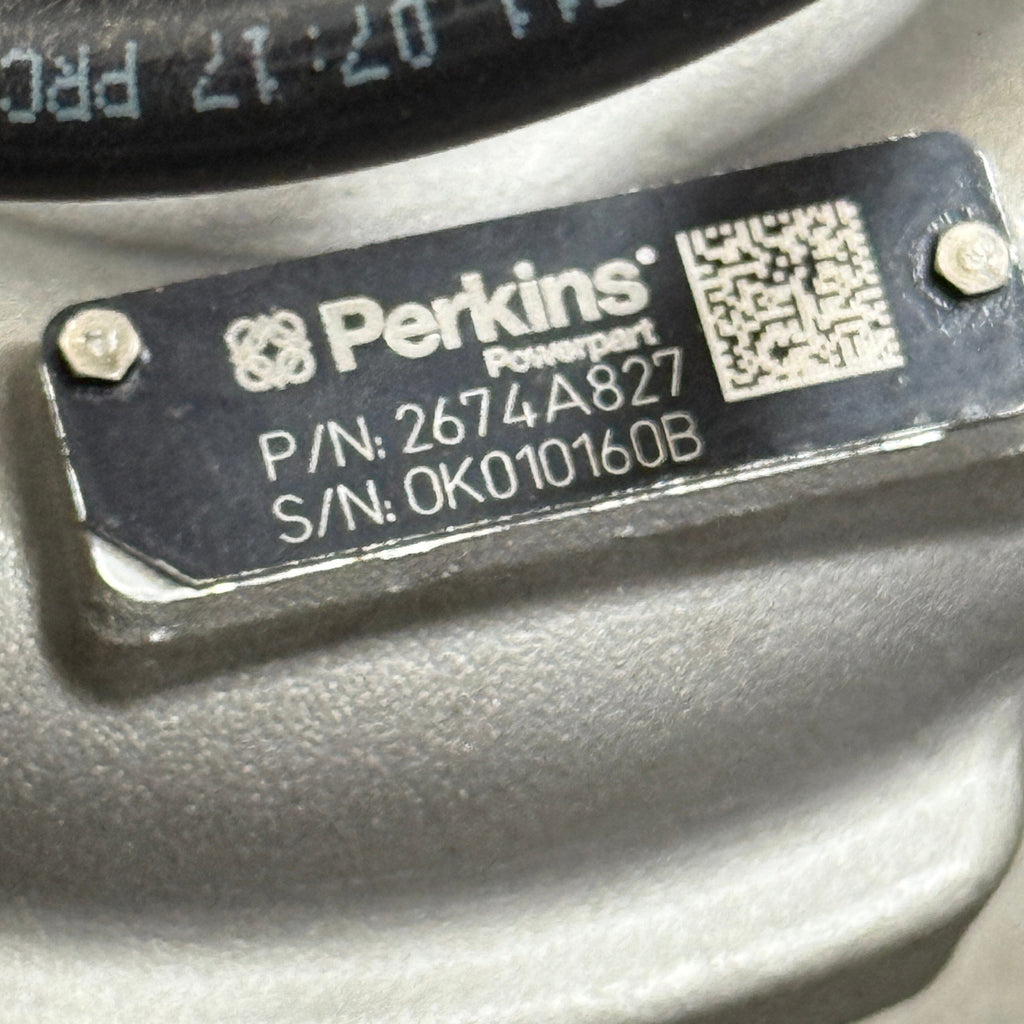 07:17 PRC
Perkins
Powerpart
P/N: 2674A827
S/N: 0K010160B